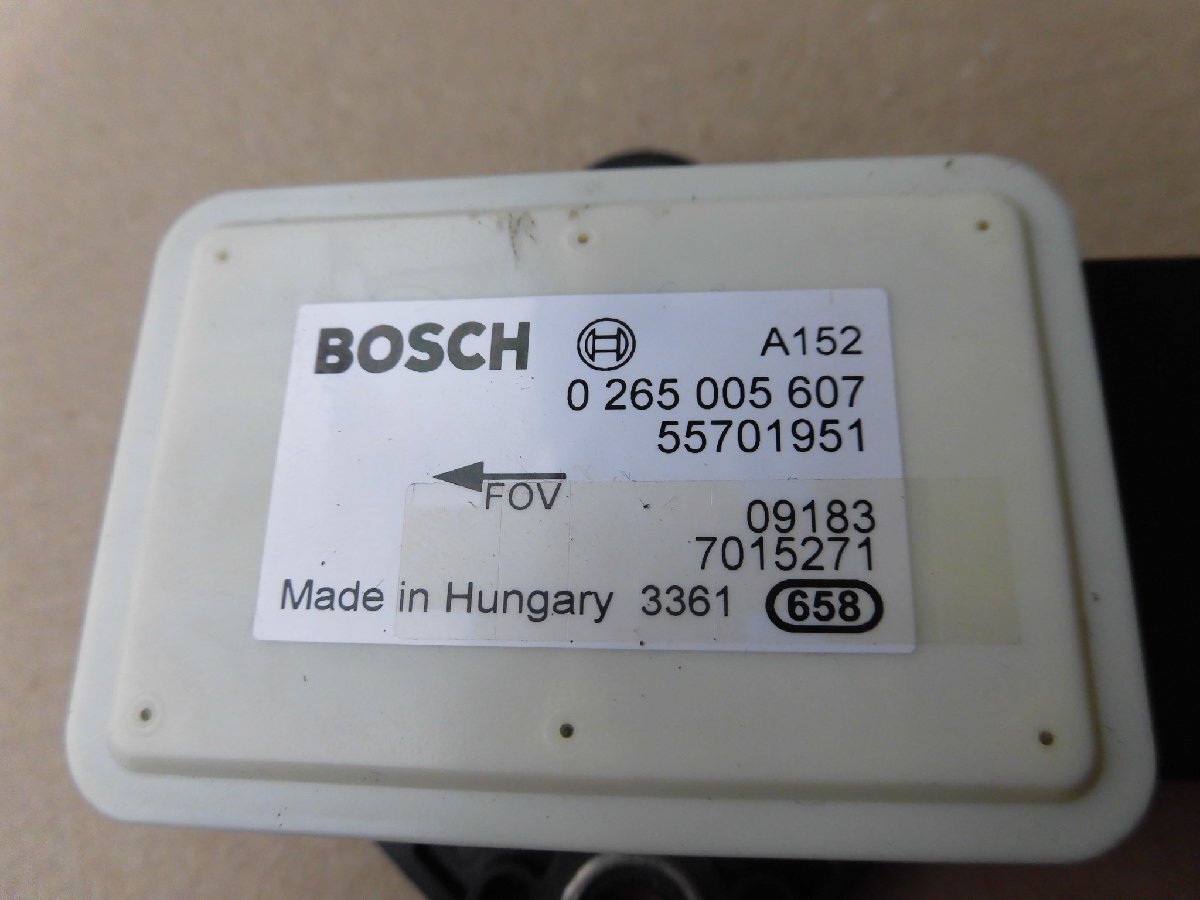 BOSCH A152
0 265 005 607
55701951
FOV
09183
7015271
Made in Hungary 3361 658